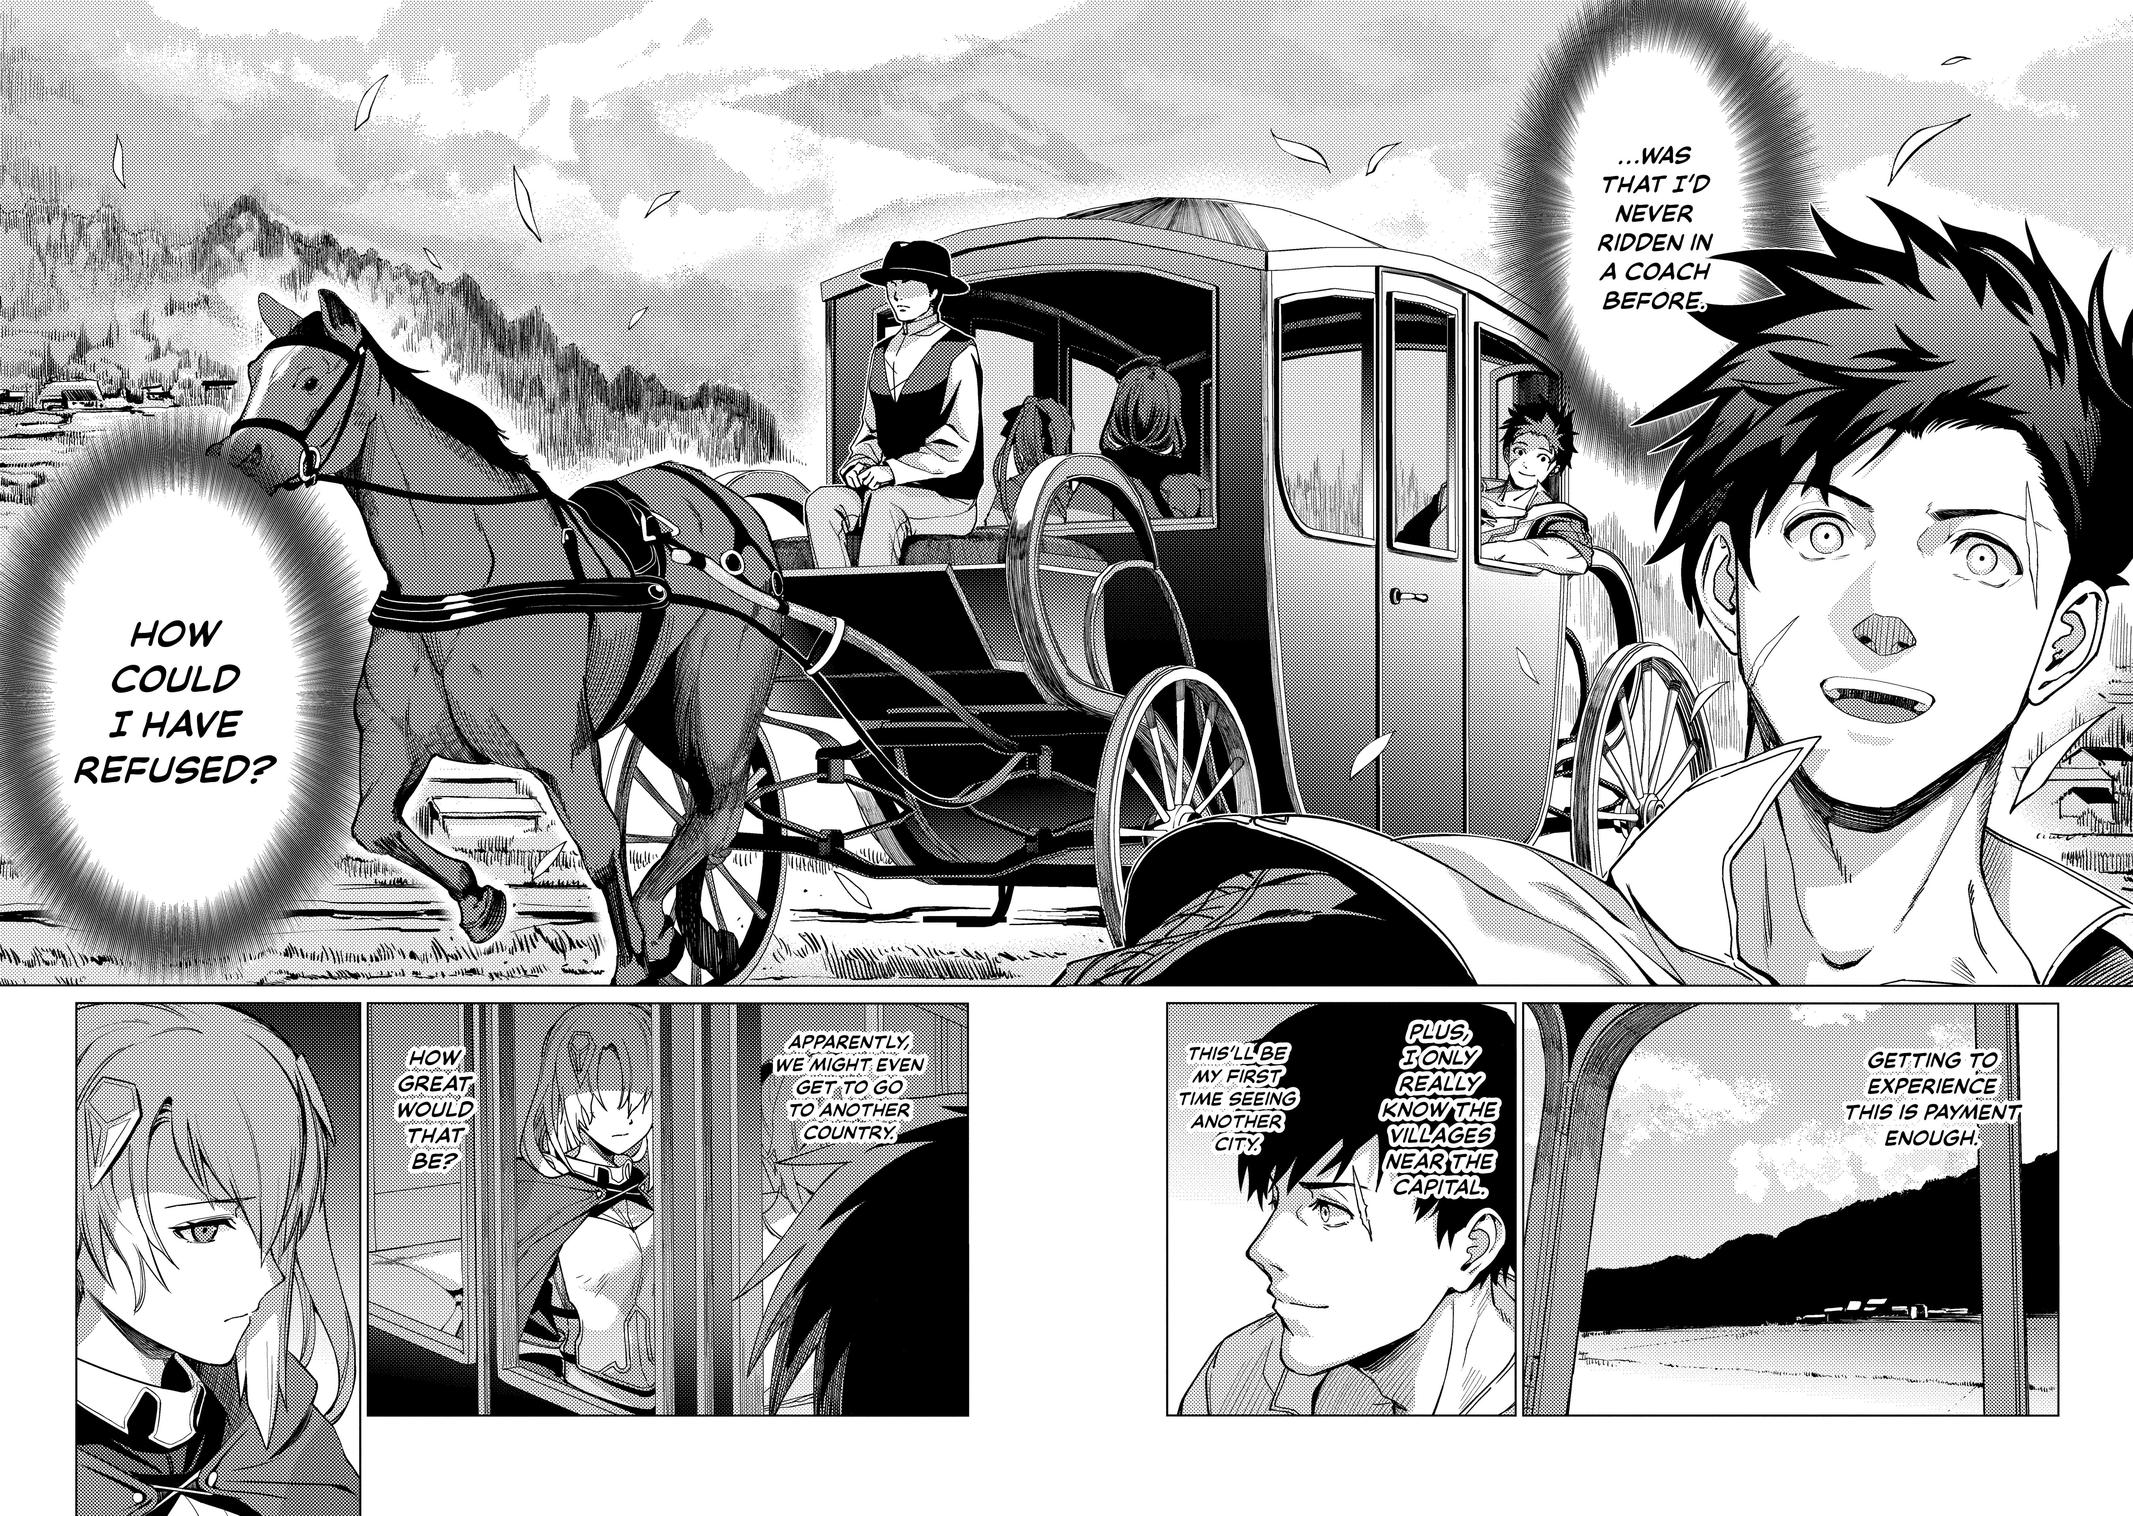 ...WAS
THAT I'D
NEVER
RIDDEN IN
A COACH
BEFORE.
HOW
COULD
I HAVE
REFUSED?
GETTING TO
EXPERIENCE
THIS IS PAYMENT
ENOUGH.
PLUS,
I ONLY
REALLY
KNOW THE
VILLAGES
NEAR THE
CAPITAL.
THIS'LL BE
MY FIRST
TIME SEEING
ANOTHER
CITY.
APPARENTLY,
WE MIGHT EVEN
GET TO GO
TO ANOTHER
COUNTRY.
HOW
GREAT
WOULD
THAT
BE?